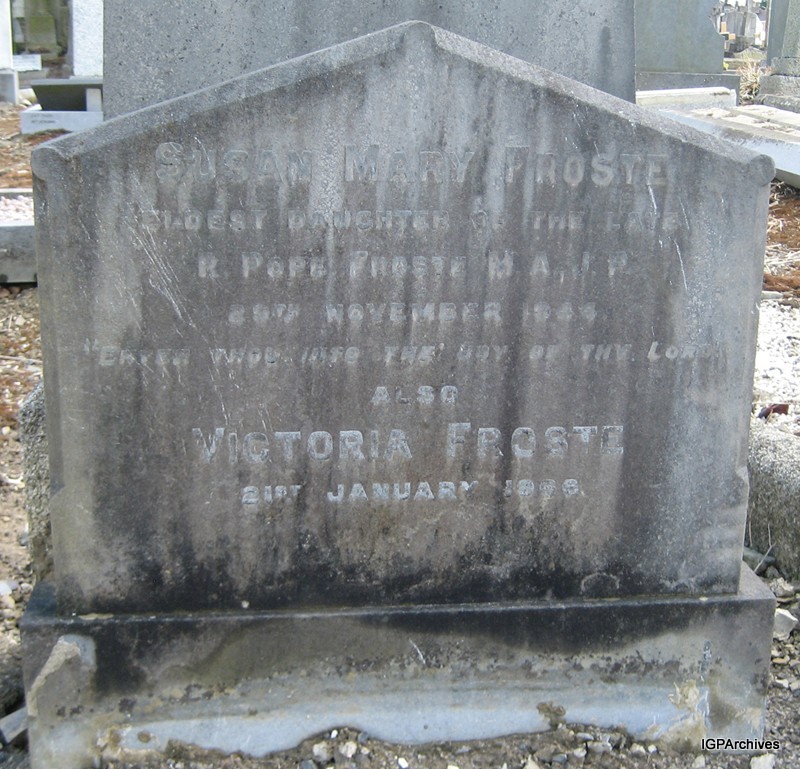 SUSAN MARY FROSTE
ELDEST DAUGHTER OF THE LATE
R. POPE FROSTE M.A., J.P.
NOVEMBER
"ENTER THOU INTO THE JOY OF THY LORD"
ALSO
VICTORIA FROSTE
21ST JANUARY
IGPArchives